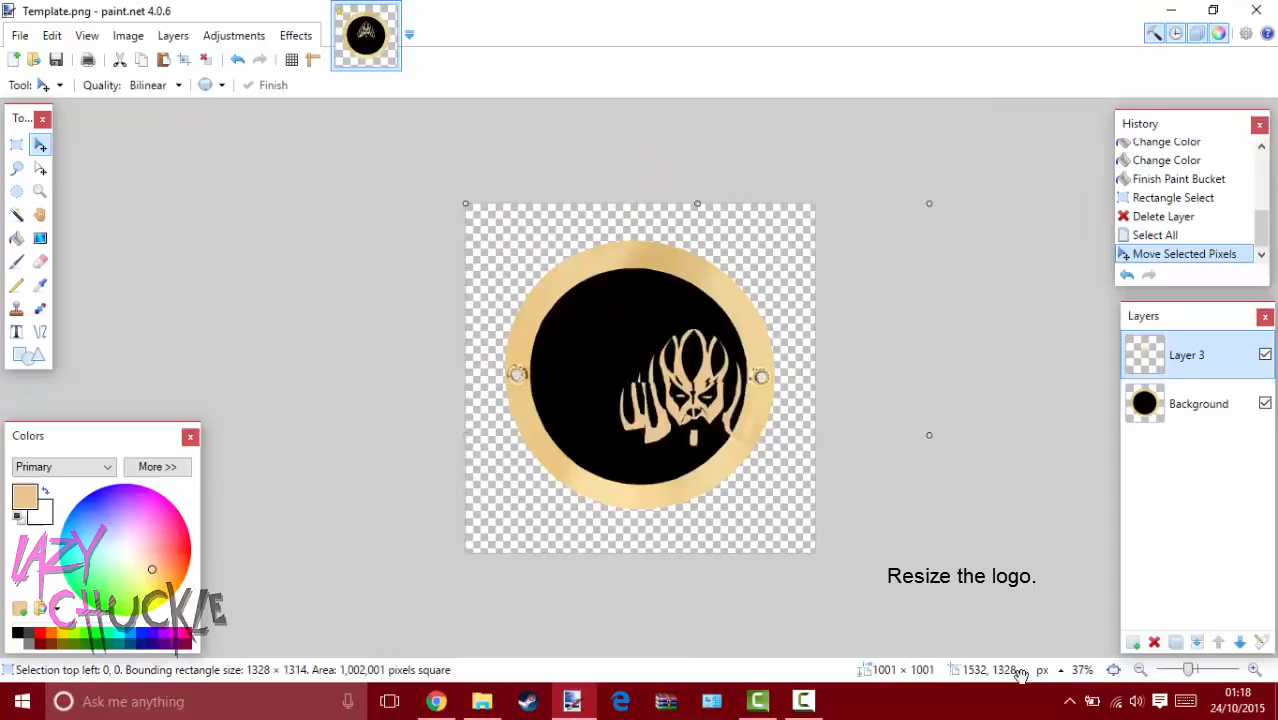 Template.png - paint.net 4.0.6
File Edit View Image Layers Adjustments Effects
Tool: Quality: Bilinear Finish
To...
History
Change Color
Change Color
Finish Paint Bucket
Rectangle Select
Delete Layer
Select All
Move Selected Pixels
Layers
Layer 3
Background
Colors
Primary More >>
LAZY
CHUCKLE
Resize the logo.
Selection top left: 0, 0. Bounding rectangle size: 1328 × 1314. Area: 1,002,001 pixels square 1001 × 1001 1532, 1328 px 37%
Ask me anything
01:18
24/10/2015